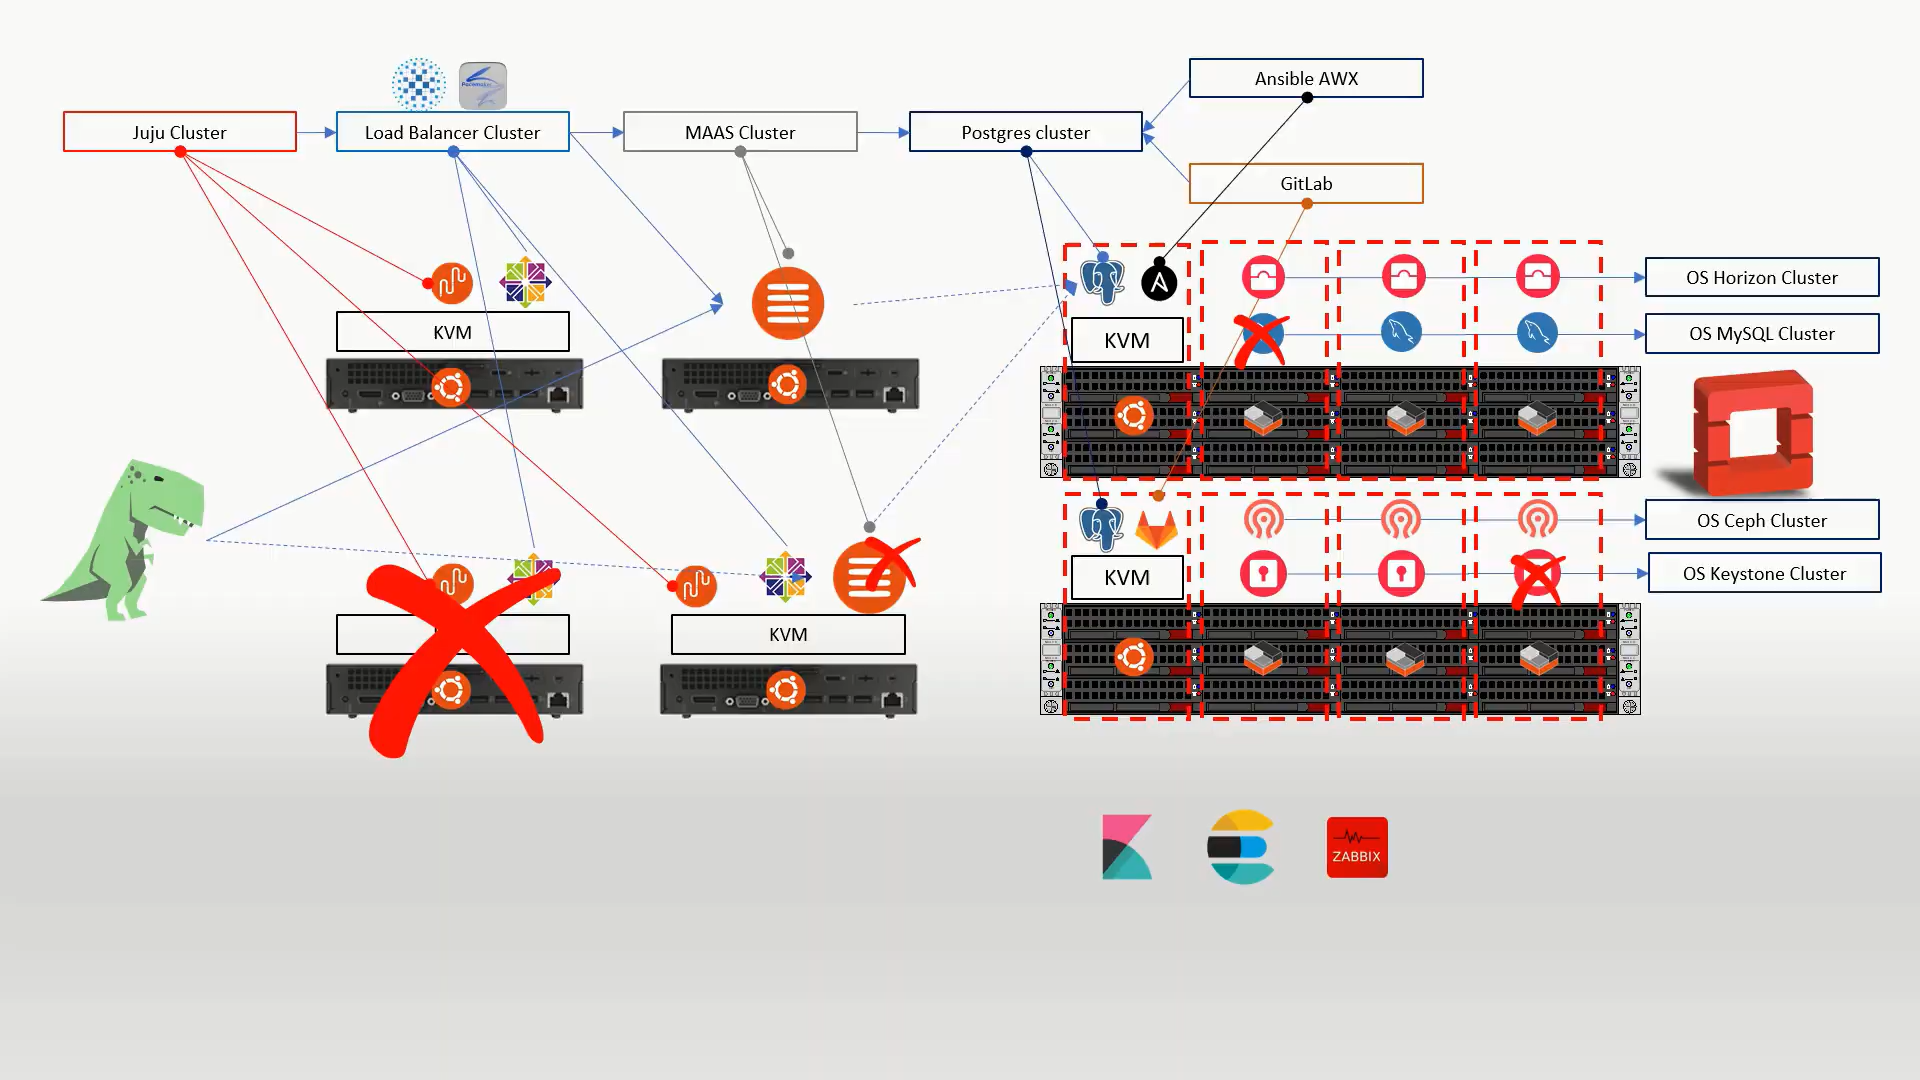 Pacemaker
Ansible AWX
Juju Cluster
Load Balancer Cluster
MAAS Cluster
Postgres cluster
GitLab
OS Horizon Cluster
KVM
KVM
OS MySQL Cluster
OS Ceph Cluster
KVM
OS Keystone Cluster
KVM
ZABBIX